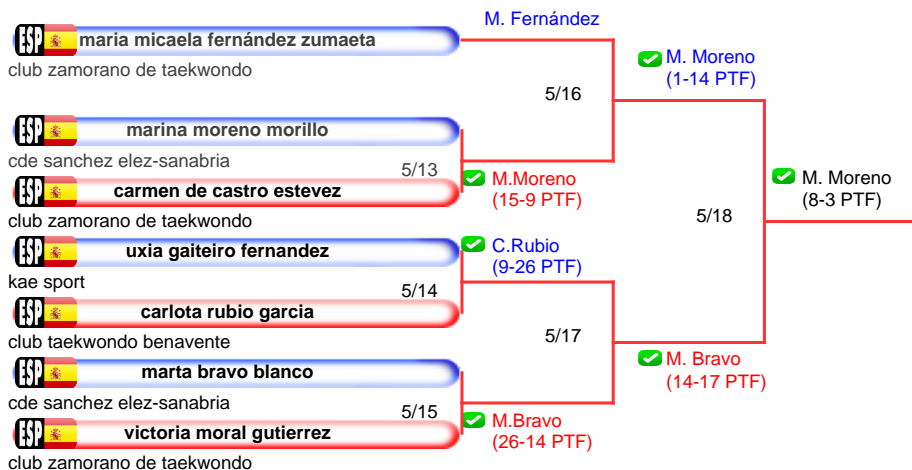 M. Fernández
ESP maria micaela fernández zumaeta
club zamorano de taekwondo
M. Moreno
(1-14 PTF)
5/16
ESP marina moreno morillo
cde sanchez elez-sanabria
5/13
ESP carmen de castro estevez
club zamorano de taekwondo
M.Moreno
(15-9 PTF)
M. Moreno
(8-3 PTF)
5/18
ESP uxia gaiteiro fernandez
kae sport
C.Rubio
(9-26 PTF)
5/14
ESP carlota rubio garcia
club taekwondo benavente
5/17
M. Bravo
(14-17 PTF)
ESP marta bravo blanco
cde sanchez elez-sanabria
5/15
ESP victoria moral gutierrez
club zamorano de taekwondo
M.Bravo
(26-14 PTF)